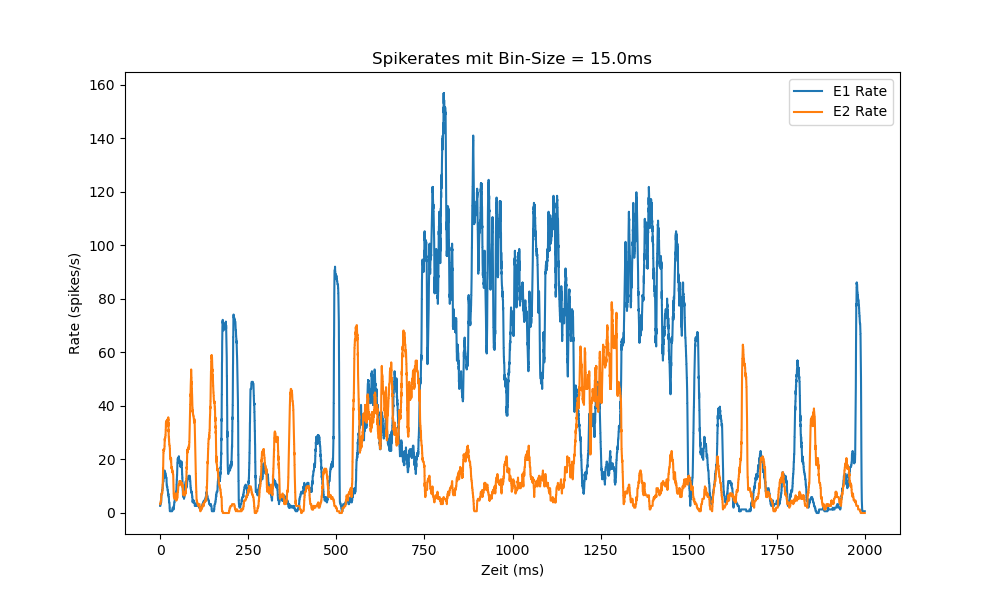 Spikerates mit Bin-Size = 15.0ms
E1 Rate
E2 Rate
160
140
120
100
80
60
40
20
0
Rate (spikes/s)
0 250 500 750 1000 1250 1500 1750 2000
Zeit (ms)